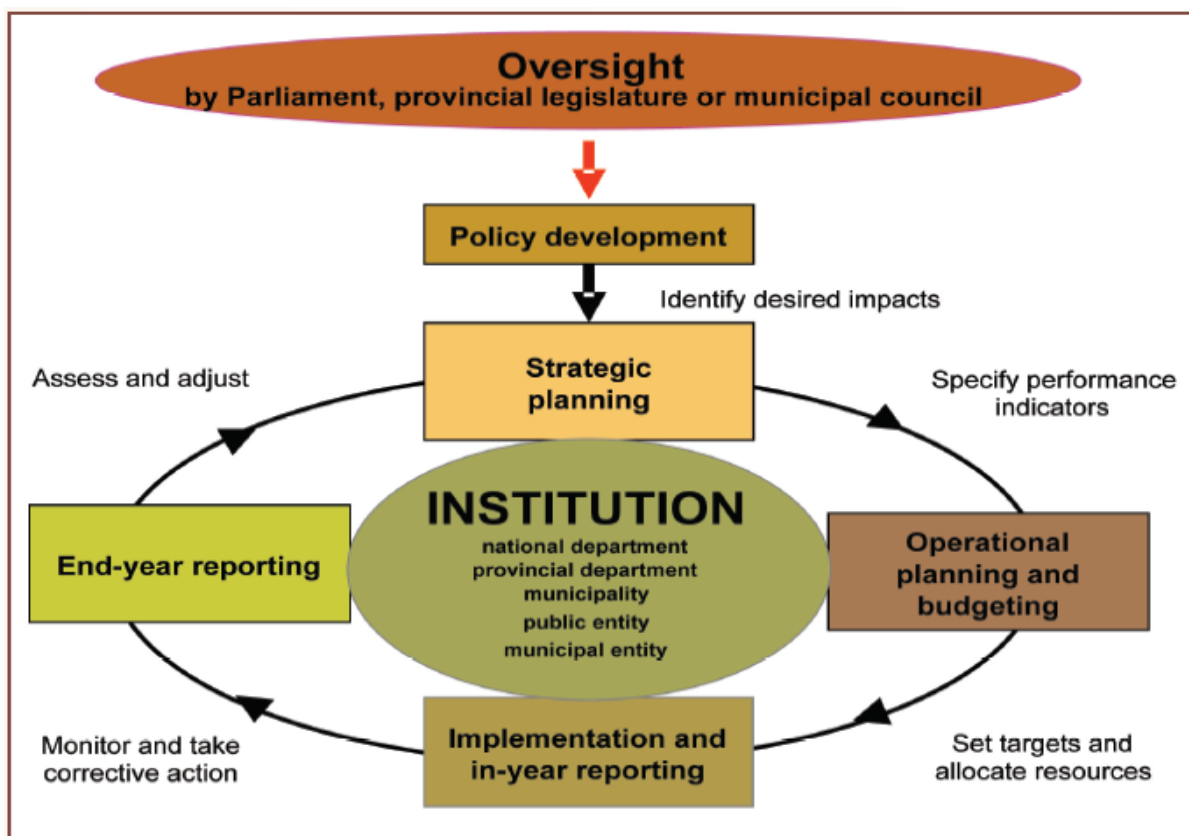 Oversight
by Parliament, provincial legislature or municipal council
Policy development
Identify desired impacts
Strategic
planning
Assess and adjust
Specify performance
indicators
INSTITUTION
national department
provincial department
municipality
public entity
municipal entity
End-year reporting
Operational
planning and
budgeting
Implementation and
in-year reporting
Monitor and take
corrective action
Set targets and
allocate resources